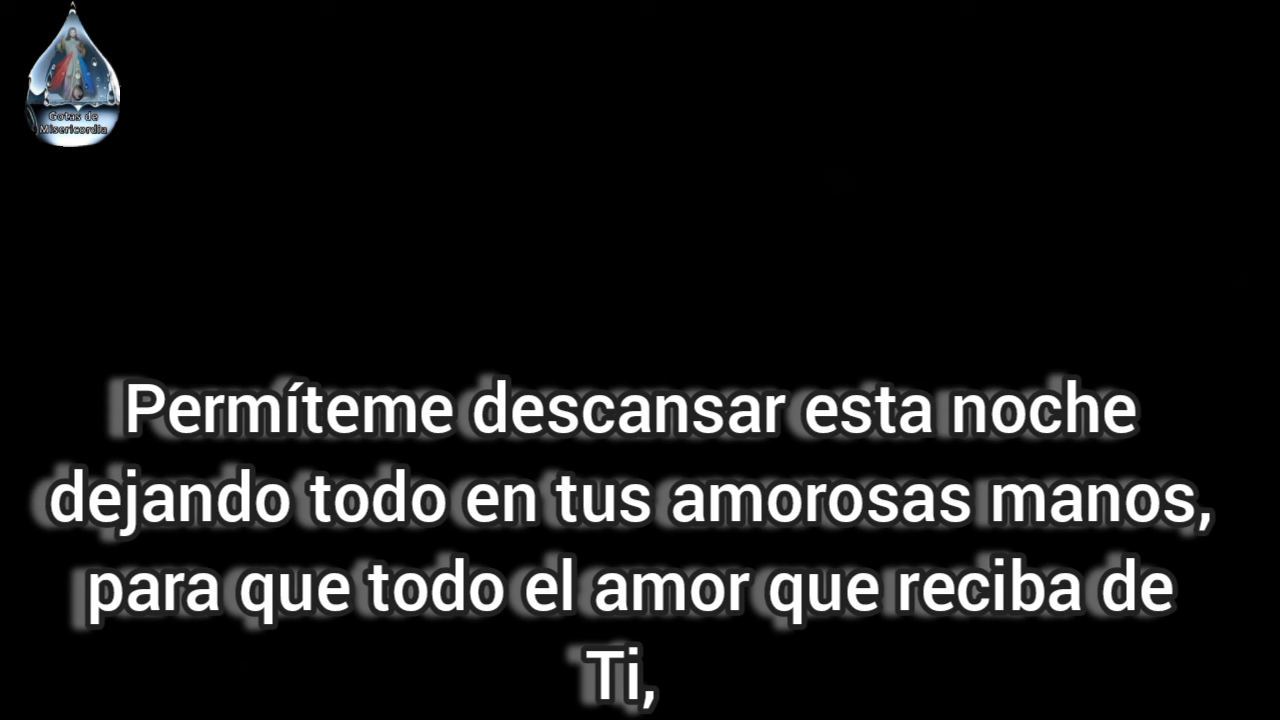 Gotas de
Misericordia
Permíteme descansar esta noche
dejando todo en tus amorosas manos,
para que todo el amor que reciba de
Ti,